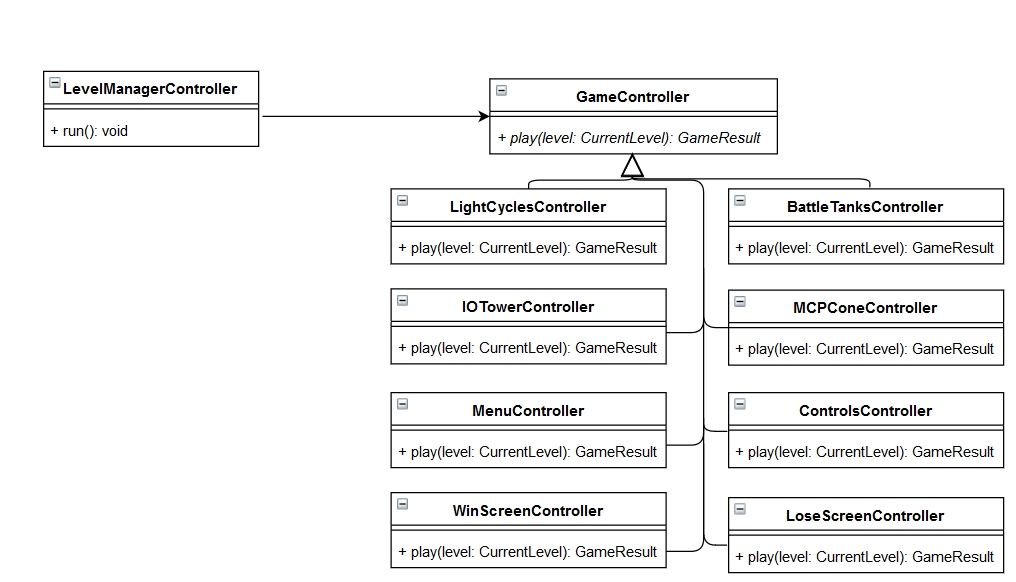 LevelManagerController
+ run(): void
GameController
+ play(level: CurrentLevel): GameResult
LightCyclesController
+ play(level: CurrentLevel): GameResult
BattleTanksController
+ play(level: CurrentLevel): GameResult
IOTowerController
+ play(level: CurrentLevel): GameResult
MCPConeController
+ play(level: CurrentLevel): GameResult
MenuController
+ play(level: CurrentLevel): GameResult
ControlsController
+ play(level: CurrentLevel): GameResult
WinScreenController
+ play(level: CurrentLevel): GameResult
LoseScreenController
+ play(level: CurrentLevel): GameResult